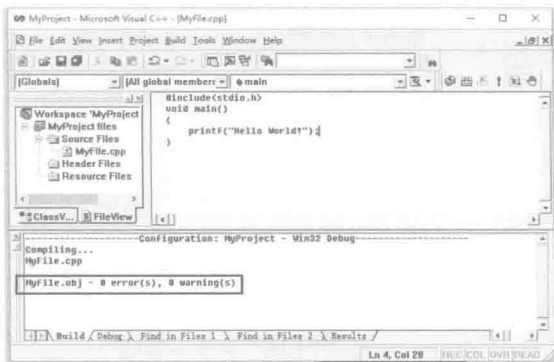 MyProject - Microsoft Visual C++ - [MyFile.cpp]
File Edit View Insert Project Build Tools Window Help
(Globals) [All global member: main
Workspace 'MyProject
MyProject files
Source Files
MyFile.cpp
Header Files
Resource Files
ClassV... FileView
#include<stdio.h>
void main()
{
printf("Hello World!");
}
--------------------Configuration: MyProject - Win32 Debug--------------------
Compiling...
MyFile.cpp
MyFile.obj - 0 error(s), 0 warning(s)
Build Debug Find in Files 1 Find in Files 2 Results
Ln 4, Col 28 REC COL OVR READ